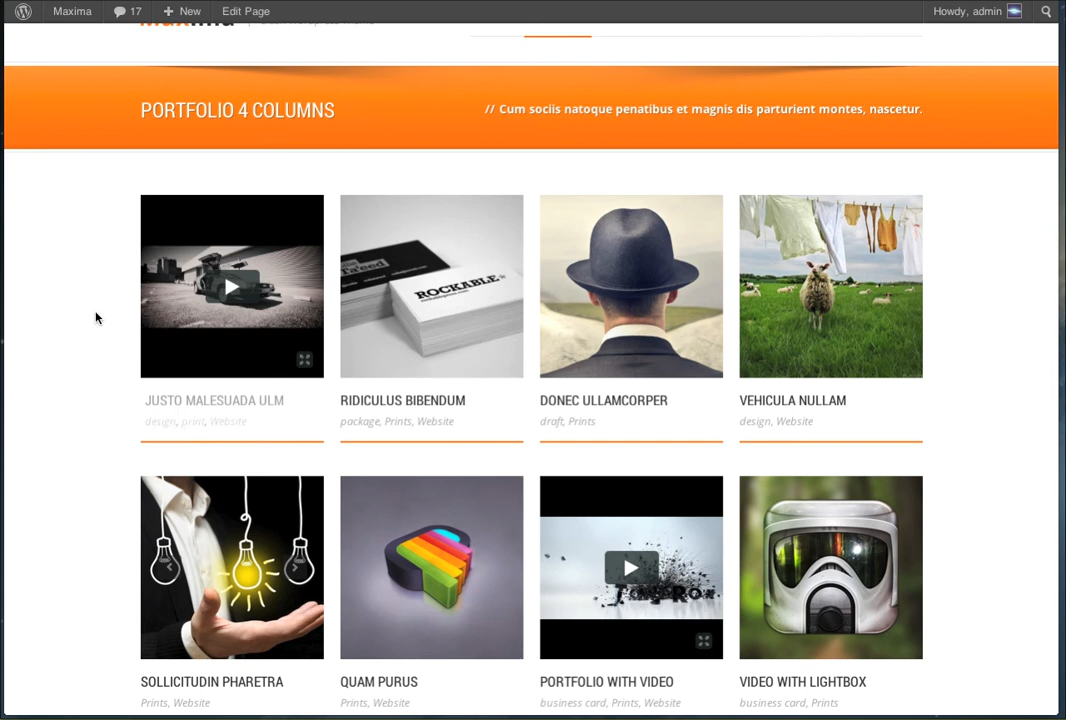 Maxima 17 New Edit Page Howdy, admin
PORTFOLIO 4 COLUMNS
// Cum sociis natoque penatibus et magnis dis parturient montes, nascetur.
ROCKABLE
JUSTO MALESUADA ULM
design, print, Website
RIDICULUS BIBENDUM
package, Prints, Website
DONEC ULLAMCORPER
draft, Prints
VEHICULA NULLAM
design, Website
SOLLICITUDIN PHARETRA
Prints, Website
QUAM PURUS
Prints, Website
PORTFOLIO WITH VIDEO
business card, Prints, Website
VIDEO WITH LIGHTBOX
business card, Prints